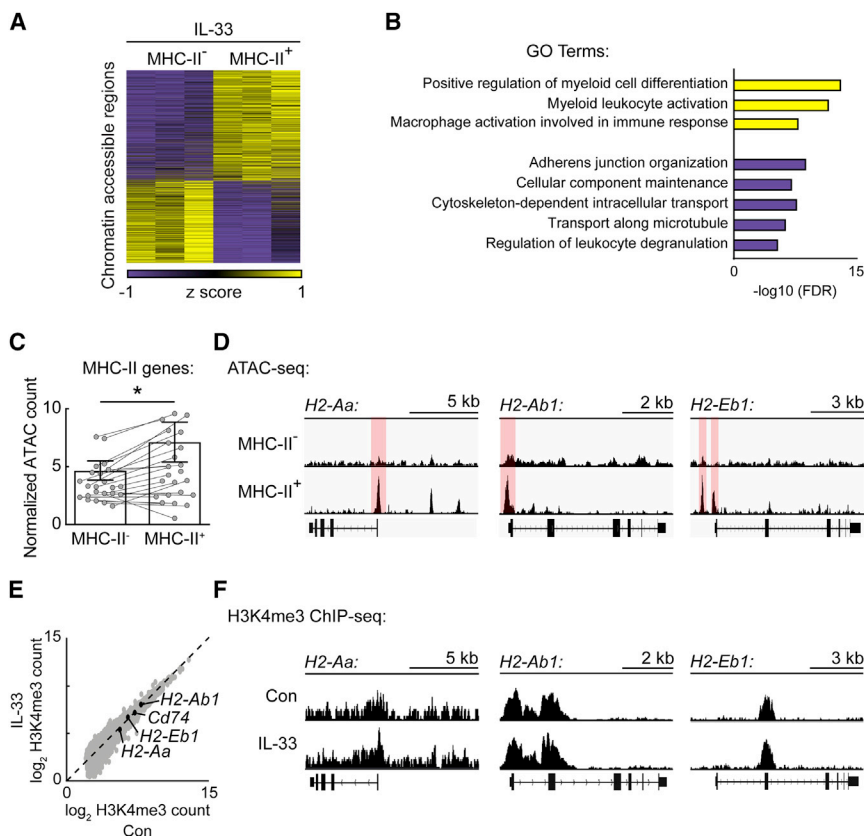 A
IL-33
MHC-II- MHC-II+
Chromatin accessible regions
-1 z score 1
B
GO Terms:
Positive regulation of myeloid cell differentiation
Myeloid leukocyte activation
Macrophage activation involved in immune response
Adherens junction organization
Cellular component maintenance
Cytoskeleton-dependent intracellular transport
Transport along microtubule
Regulation of leukocyte degranulation
0 15
-log10 (FDR)
C
MHC-II genes:
*
Normalized ATAC count
10
5
0
MHC-II- MHC-II+
D
ATAC-seq:
H2-Aa: 5 kb H2-Ab1: 2 kb H2-Eb1: 3 kb
MHC-II-
MHC-II+
E
15
IL-33
log2 H3K4me3 count
H2-Ab1
Cd74
H2-Eb1
H2-Aa
0
0 15
log2 H3K4me3 count
Con
F
H3K4me3 ChIP-seq:
H2-Aa: 5 kb H2-Ab1: 2 kb H2-Eb1: 3 kb
Con
IL-33